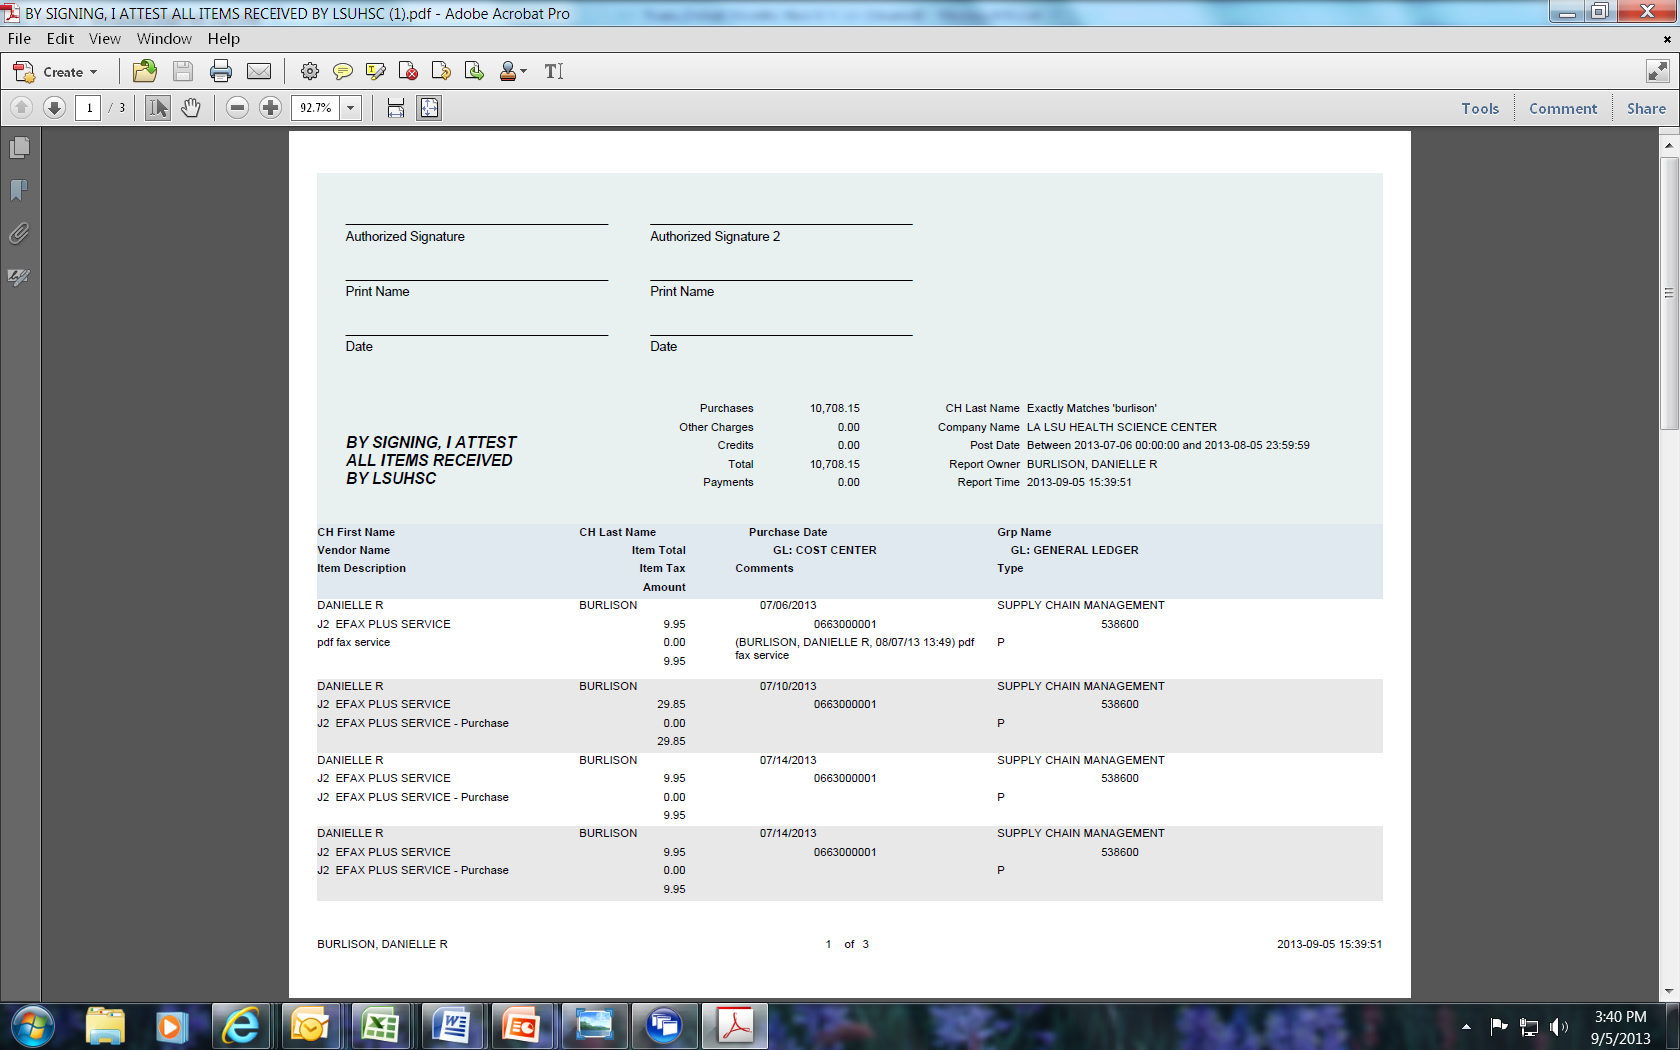 BY SIGNING, I ATTEST ALL ITEMS RECEIVED BY LSUHSC (1).pdf - Adobe Acrobat Pro
File Edit View Window Help
Create
1 / 3 92.7% Tools Comment Share
Authorized Signature Authorized Signature 2
Print Name Print Name
Date Date
Purchases 10,708.15 CH Last Name Exactly Matches 'burlison'
Other Charges 0.00 Company Name LA LSU HEALTH SCIENCE CENTER
Credits 0.00 Post Date Between 2013-07-06 00:00:00 and 2013-08-05 23:59:59
Total 10,708.15 Report Owner BURLISON, DANIELLE R
Payments 0.00 Report Time 2013-09-05 15:39:51
BY SIGNING, I ATTEST
ALL ITEMS RECEIVED
BY LSUHSC
CH First Name CH Last Name Purchase Date Grp Name
Vendor Name Item Total GL: COST CENTER GL: GENERAL LEDGER
Item Description Item Tax Comments Type
Amount
DANIELLE R BURLISON 07/06/2013 SUPPLY CHAIN MANAGEMENT
J2 EFAX PLUS SERVICE 9.95 0663000001 538600
pdf fax service 0.00 (BURLISON, DANIELLE R, 08/07/13 13:49) pdf P
fax service
9.95
DANIELLE R BURLISON 07/10/2013 SUPPLY CHAIN MANAGEMENT
J2 EFAX PLUS SERVICE 29.85 0663000001 538600
J2 EFAX PLUS SERVICE - Purchase 0.00 P
29.85
DANIELLE R BURLISON 07/14/2013 SUPPLY CHAIN MANAGEMENT
J2 EFAX PLUS SERVICE 9.95 0663000001 538600
J2 EFAX PLUS SERVICE - Purchase 0.00 P
9.95
DANIELLE R BURLISON 07/14/2013 SUPPLY CHAIN MANAGEMENT
J2 EFAX PLUS SERVICE 9.95 0663000001 538600
J2 EFAX PLUS SERVICE - Purchase 0.00 P
9.95
BURLISON, DANIELLE R 1 of 3 2013-09-05 15:39:51
3:40 PM
9/5/2013